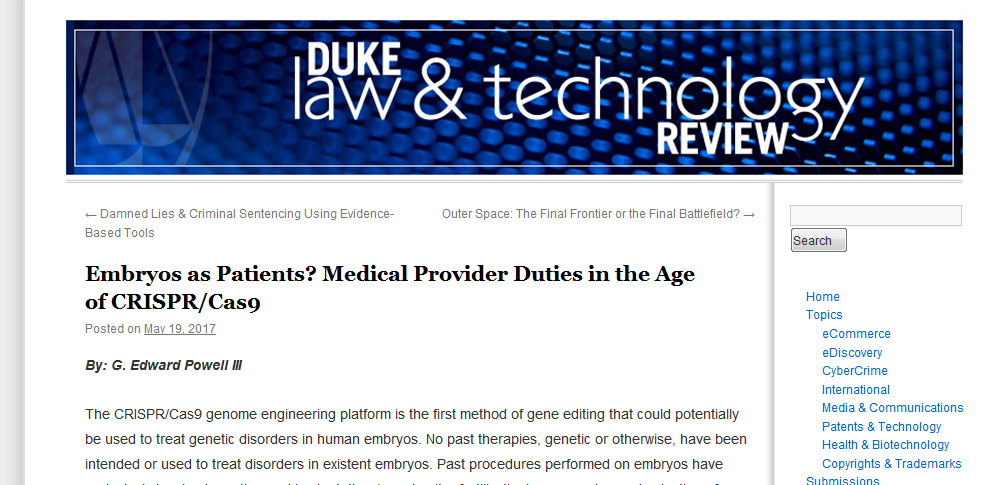 DUKE
law & technology
REVIEW
← Damned Lies & Criminal Sentencing Using Evidence-
Based Tools
Outer Space: The Final Frontier or the Final Battlefield? →
Search
Embryos as Patients? Medical Provider Duties in the Age
of CRISPR/Cas9
Posted on May 19, 2017
By: G. Edward Powell III
The CRISPR/Cas9 genome engineering platform is the first method of gene editing that could potentially
be used to treat genetic disorders in human embryos. No past therapies, genetic or otherwise, have been
intended or used to treat disorders in existent embryos. Past procedures performed on embryos have
Home
Topics
eCommerce
eDiscovery
CyberCrime
International
Media & Communications
Patents & Technology
Health & Biotechnology
Copyrights & Trademarks
Submissions